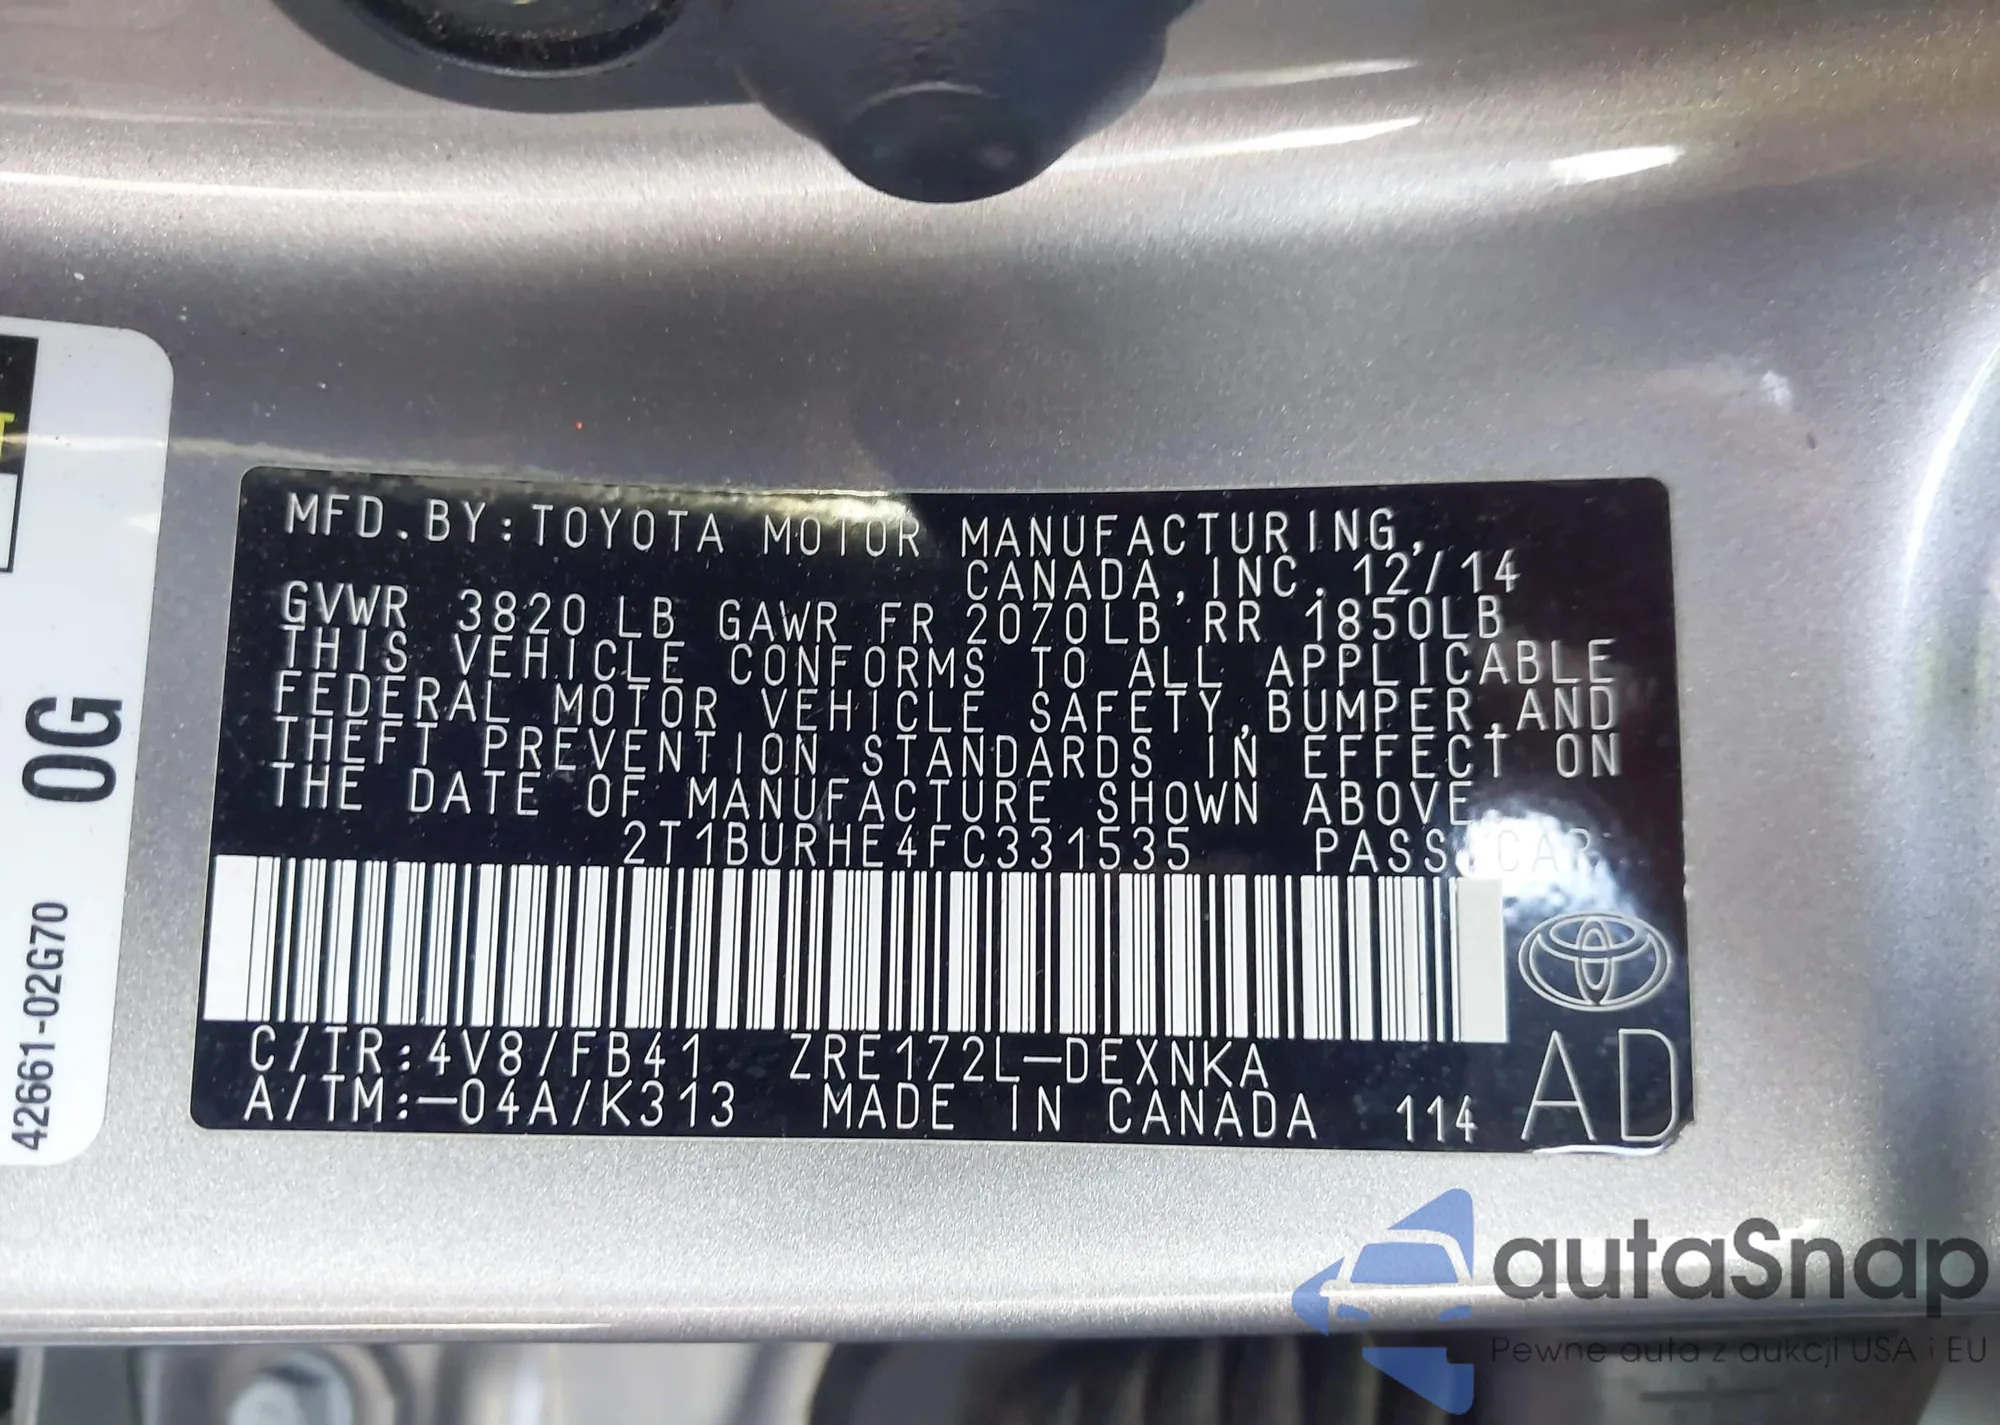 MFD.BY:TOYOTA MOTOR MANUFACTURING,
CANADA,INC. 12/14
GVWR 3820 LB GAWR FR 2070LB RR 1850LB
THIS VEHICLE CONFORMS TO ALL APPLICABLE
FEDERAL MOTOR VEHICLE SAFETY,BUMPER,AND
THEFT PREVENTION STANDARDS IN EFFECT ON
THE DATE OF MANUFACTURE SHOWN ABOVE.
2T1BURHE4FC331535 PASS.CAR
C/TR:4V8/FB41 ZRE172L-DEXNKA
A/TM:-04A/K313 MADE IN CANADA 114
AD
0G
42661-02G70
autaSnap
Pewne auta z aukcji USA i EU